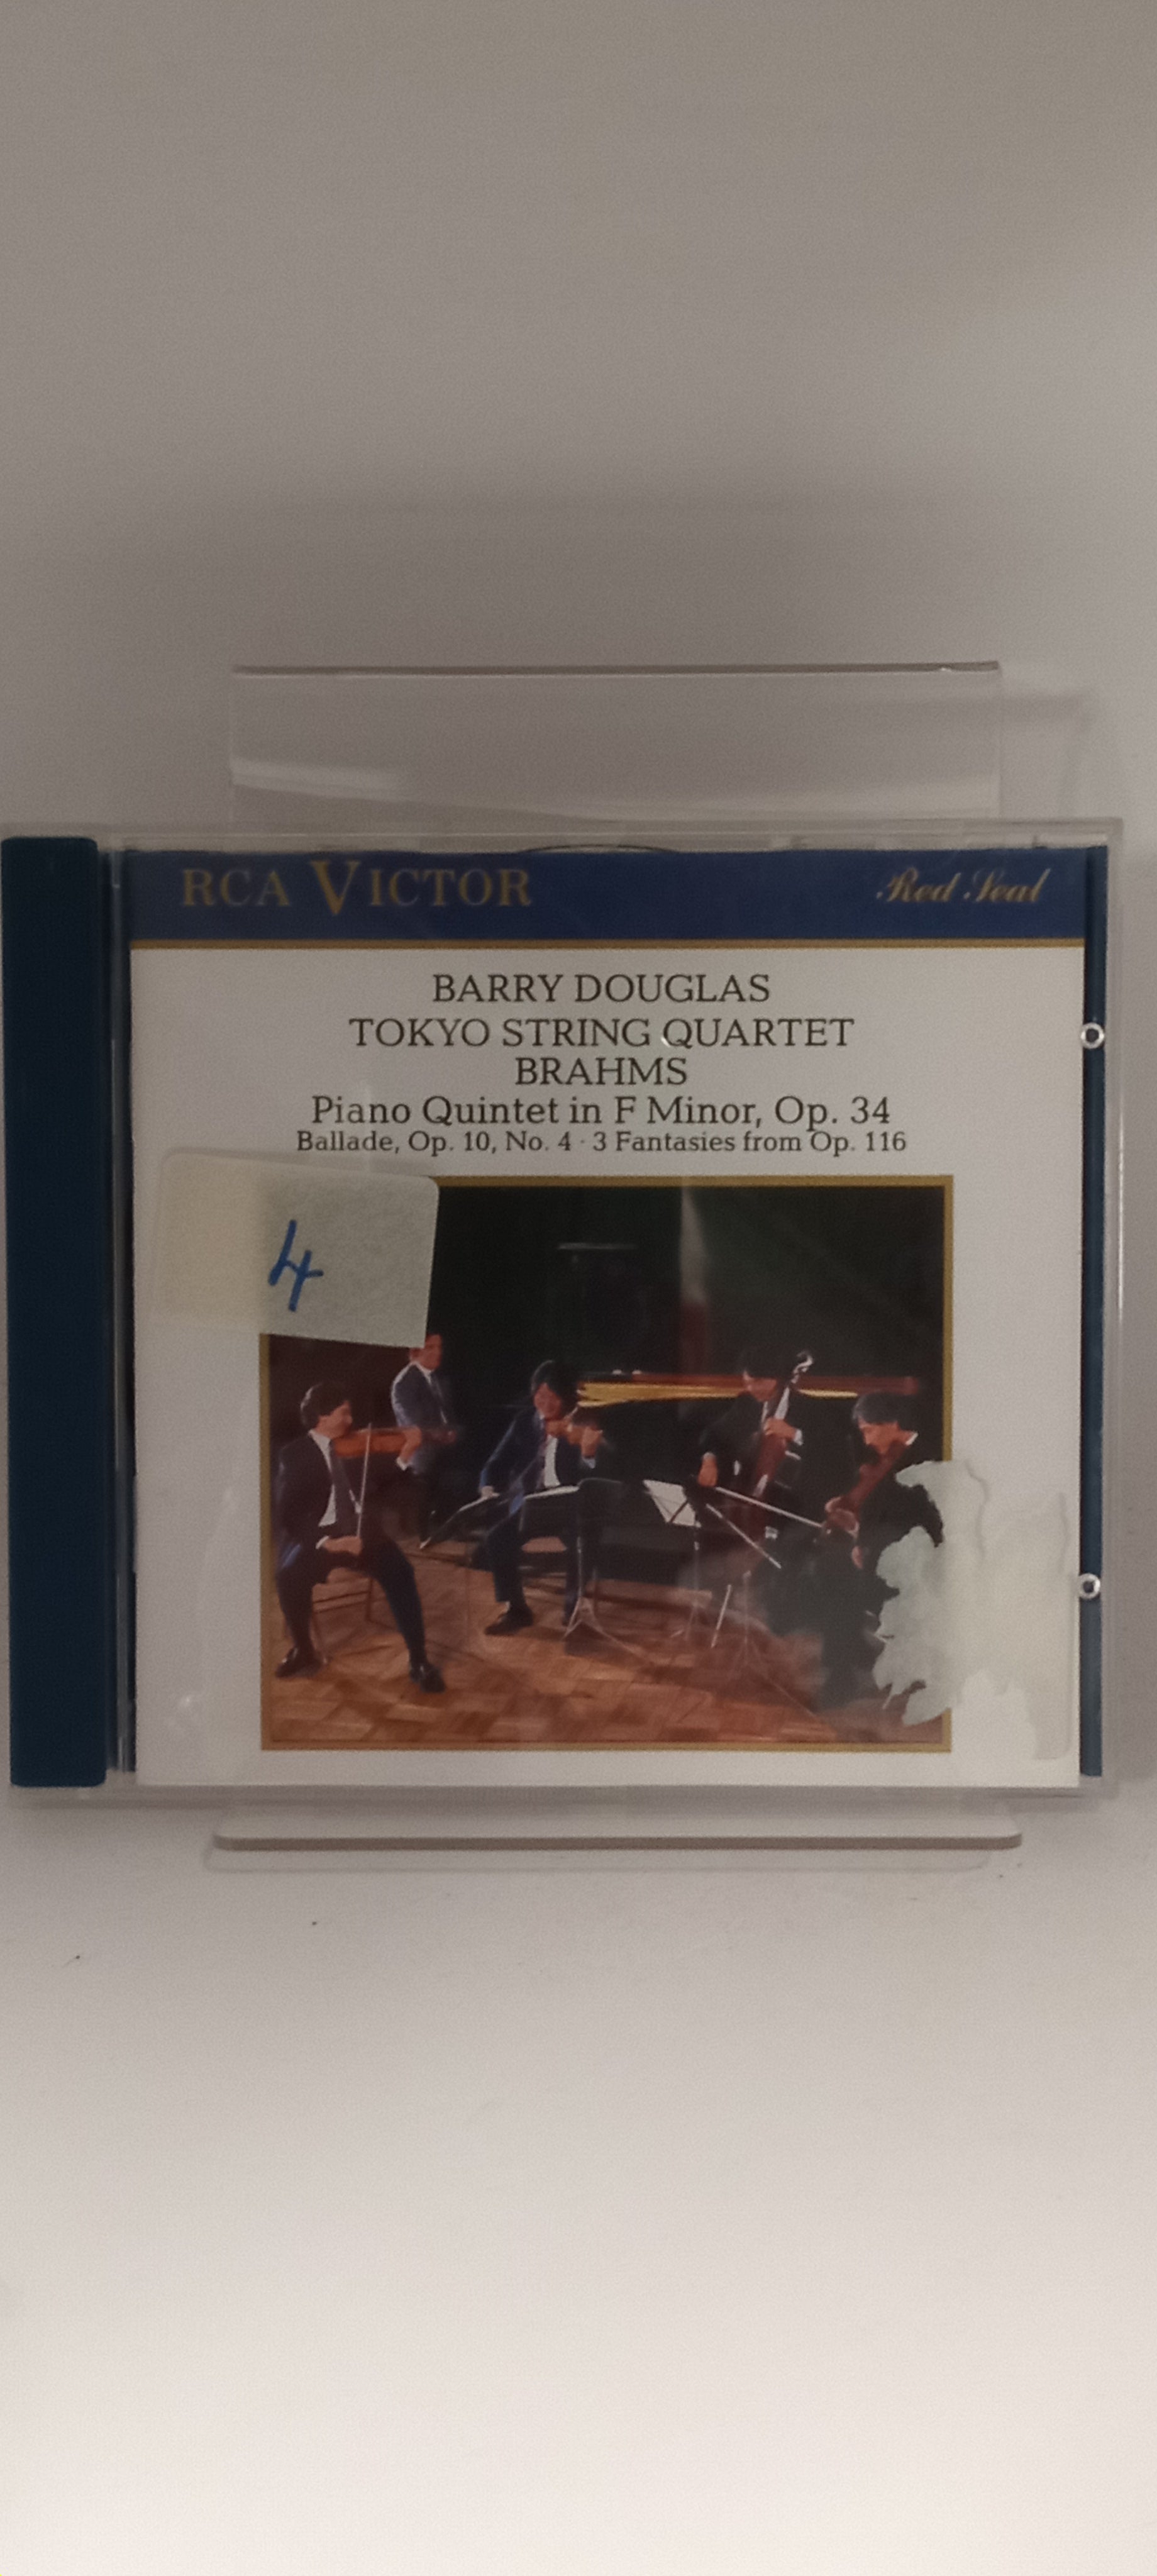 RCA VICTOR Red Seal
BARRY DOUGLAS
TOKYO STRING QUARTET
BRAHMS
Piano Quintet in F Minor, Op. 34
Ballade, Op. 10, No. 4 · 3 Fantasies from Op. 116
4